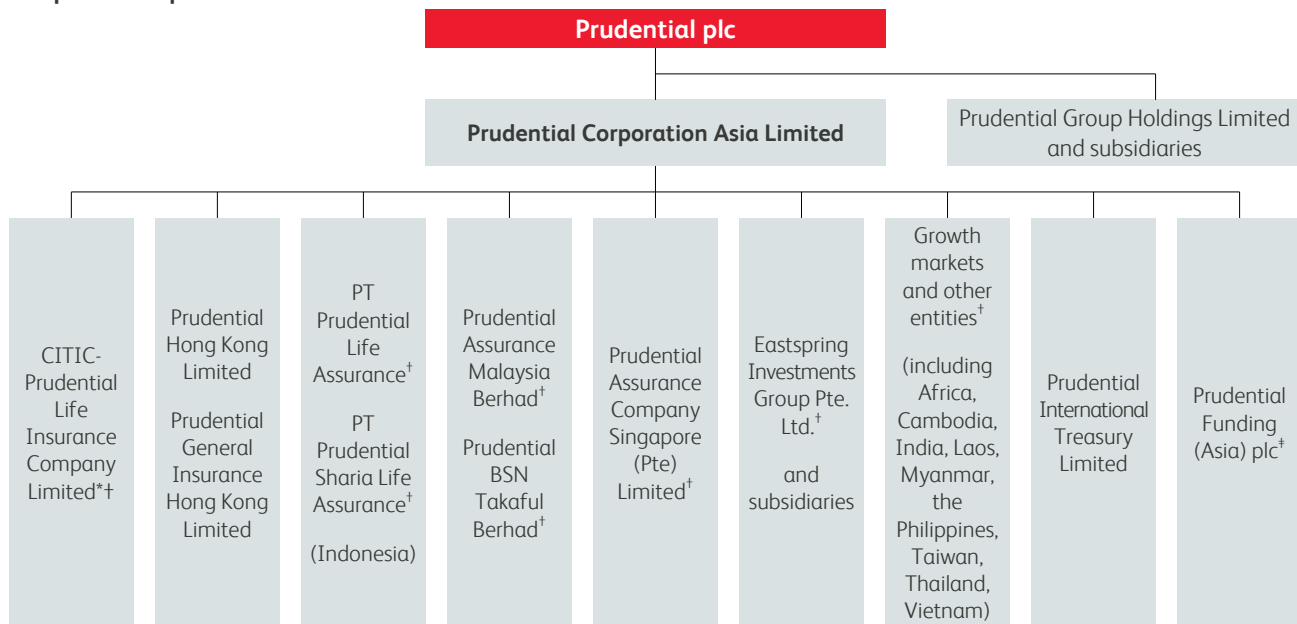 Prudential plc
Prudential Corporation Asia Limited
Prudential Group Holdings Limited
and subsidiaries
CITIC-
Prudential
Life
Insurance
Company
Limited*†
Prudential
Hong Kong
Limited
Prudential
General
Insurance
Hong Kong
Limited
PT
Prudential
Life
Assurance†
PT
Prudential
Sharia Life
Assurance†
(Indonesia)
Prudential
Assurance
Malaysia
Berhad†
Prudential
BSN
Takaful
Berhad†
Prudential
Assurance
Company
Singapore
(Pte)
Limited†
Eastspring
Investments
Group Pte.
Ltd.†
and
subsidiaries
Growth
markets
and other
entities†
(including
Africa,
Cambodia,
India, Laos,
Myanmar,
the
Philippines,
Taiwan,
Thailand,
Vietnam)
Prudential
International
Treasury
Limited
Prudential
Funding
(Asia) plc‡